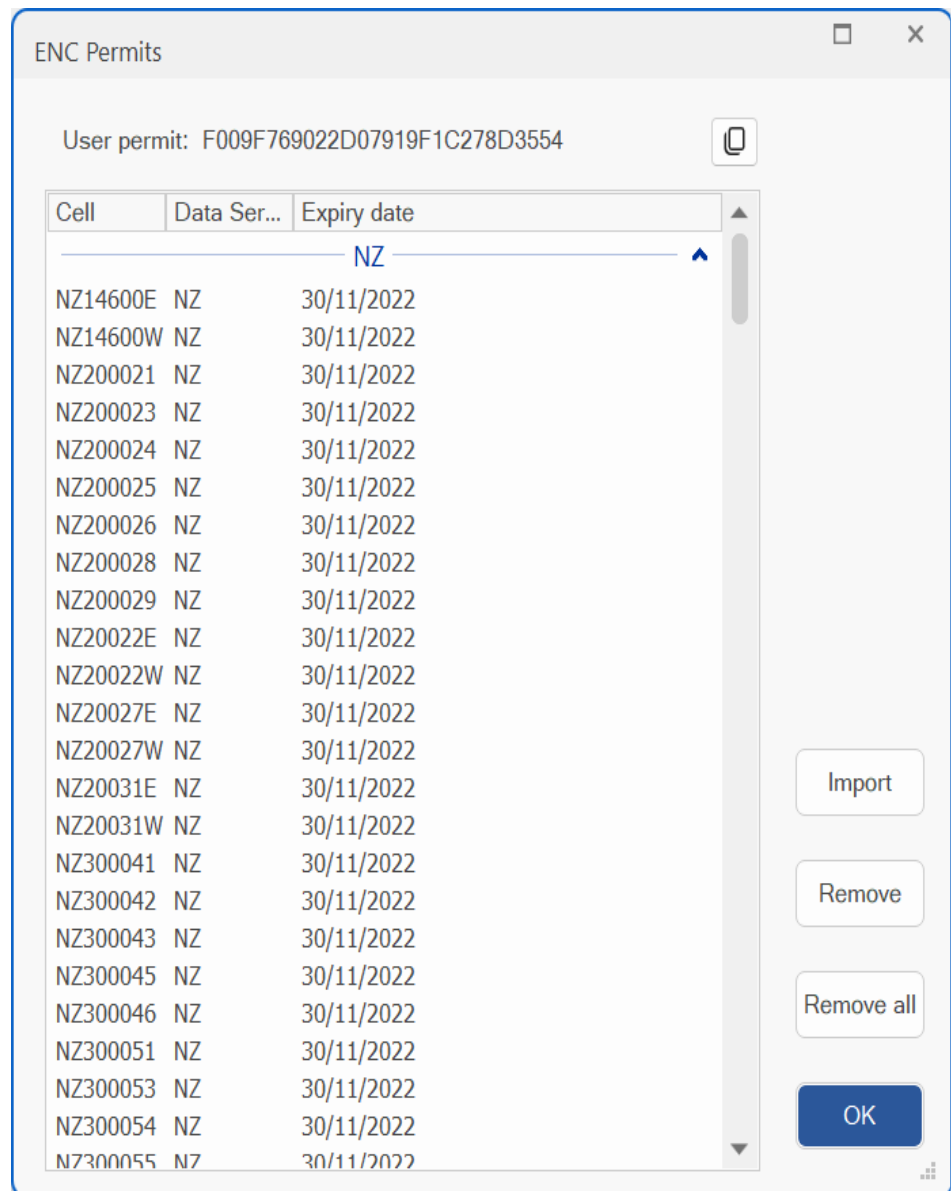 ENC Permits
User permit: F009F769022D07919F1C278D3554
Cell Data Ser... Expiry date
NZ
NZ14600E NZ 30/11/2022
NZ14600W NZ 30/11/2022
NZ200021 NZ 30/11/2022
NZ200023 NZ 30/11/2022
NZ200024 NZ 30/11/2022
NZ200025 NZ 30/11/2022
NZ200026 NZ 30/11/2022
NZ200028 NZ 30/11/2022
NZ200029 NZ 30/11/2022
NZ20022E NZ 30/11/2022
NZ20022W NZ 30/11/2022
NZ20027E NZ 30/11/2022
NZ20027W NZ 30/11/2022
NZ20031E NZ 30/11/2022
NZ20031W NZ 30/11/2022
NZ300041 NZ 30/11/2022
NZ300042 NZ 30/11/2022
NZ300043 NZ 30/11/2022
NZ300045 NZ 30/11/2022
NZ300046 NZ 30/11/2022
NZ300051 NZ 30/11/2022
NZ300053 NZ 30/11/2022
NZ300054 NZ 30/11/2022
NZ300055 NZ 30/11/2022
Import
Remove
Remove all
OK